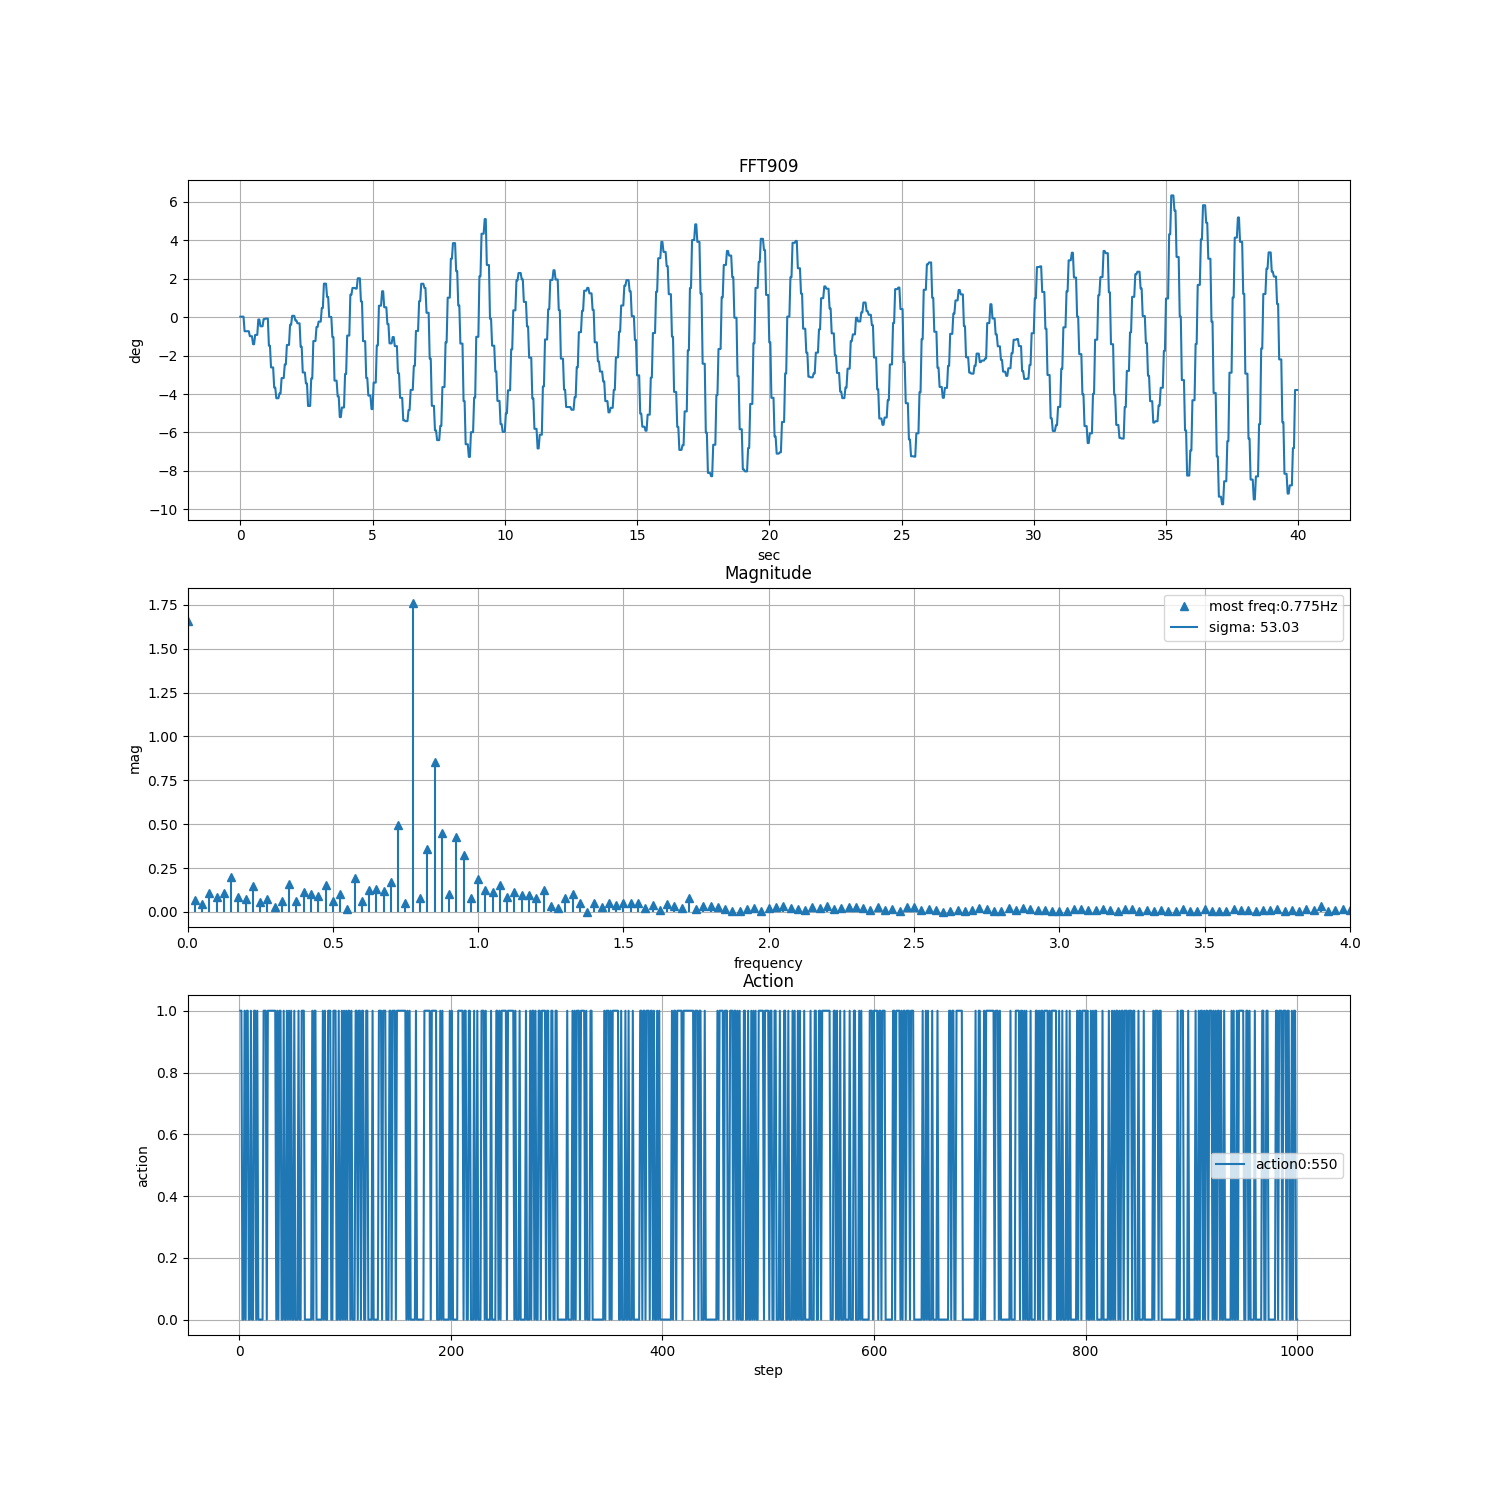 FFT909
6
4
2
0
−2
−4
−6
−8
−10
deg
0 5 10 15 20 25 30 35 40
sec
Magnitude
1.75
1.50
1.25
1.00
0.75
0.50
0.25
0.00
mag
most freq:0.775Hz
sigma: 53.03
0.0 0.5 1.0 1.5 2.0 2.5 3.0 3.5 4.0
frequency
Action
1.0
0.8
0.6
0.4
0.2
0.0
action
action0:550
0 200 400 600 800 1000
step